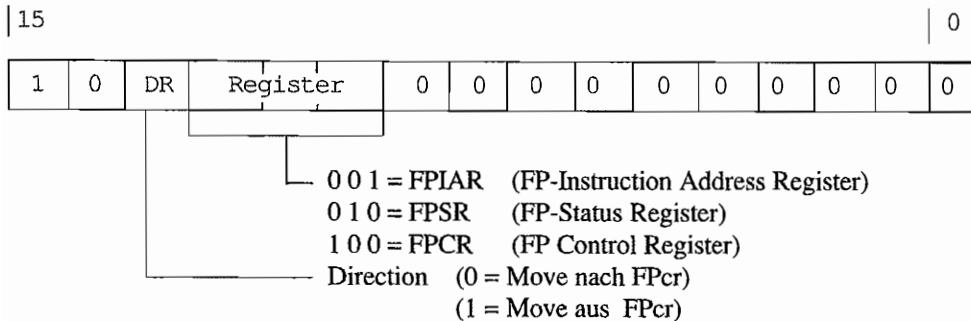 15 0
1 0 DR Register 0 0 0 0 0 0 0 0 0 0
0 0 1 = FPIAR (FP-Instruction Address Register)
0 1 0 = FPSR (FP-Status Register)
1 0 0 = FPCR (FP Control Register)
Direction (0 = Move nach FPcr)
(1 = Move aus FPcr)